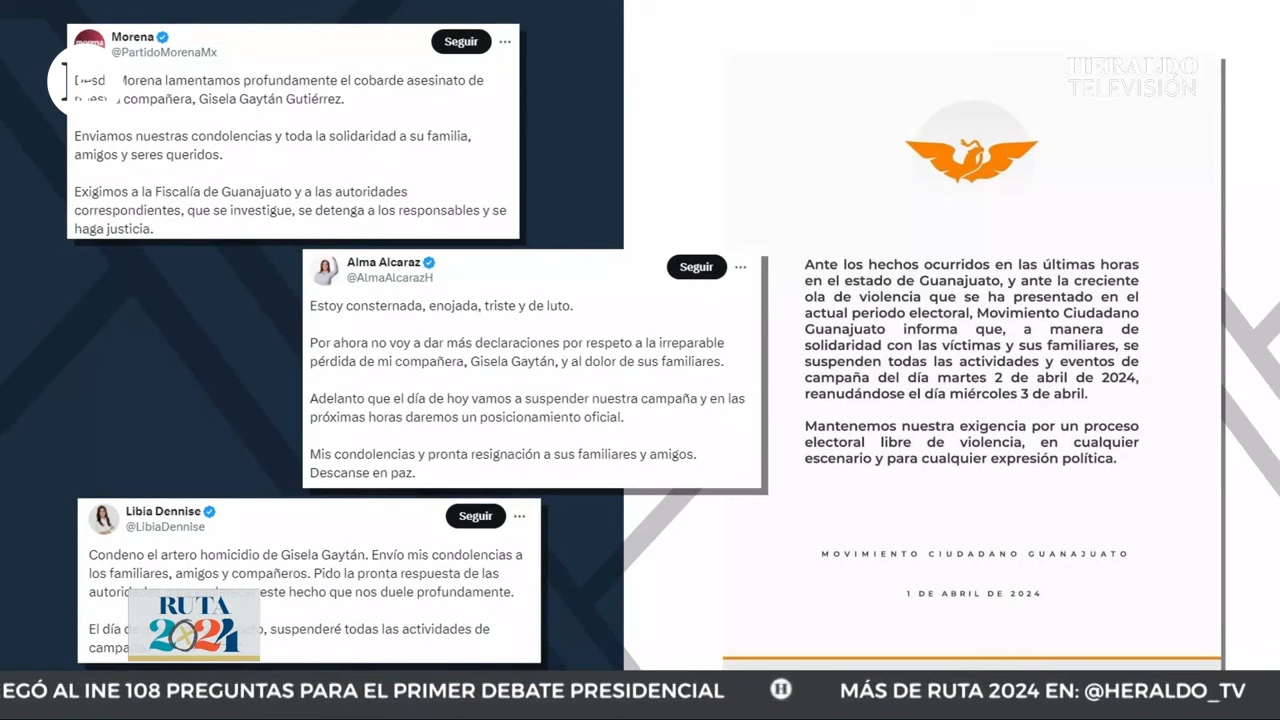 Morena
@PartidoMorenaMx
Seguir
Morena lamentamos profundamente el cobarde asesinato de
compañera, Gisela Gaytán Gutiérrez.
Enviamos nuestras condolencias y toda la solidaridad a su familia,
amigos y seres queridos.
Exigimos a la Fiscalía de Guanajuato y a las autoridades
correspondientes, que se investigue, se detenga a los responsables y se
haga justicia.
Alma Alcaraz
@AlmaAlcarazH
Seguir
Estoy consternada, enojada, triste y de luto.
Por ahora no voy a dar más declaraciones por respeto a la irreparable
pérdida de mi compañera, Gisela Gaytán, y al dolor de sus familiares.
Adelanto que el día de hoy vamos a suspender nuestra campaña y en las
próximas horas daremos un posicionamiento oficial.
Mis condolencias y pronta resignación a sus familiares y amigos.
Descanse en paz.
Libia Dennise
@LibiaDennise
Seguir
Condeno el artero homicidio de Gisela Gaytán. Envío mis condolencias a
los familiares, amigos y compañeros. Pido la pronta respuesta de las
este hecho que nos duele profundamente.
El día suspenderé todas las actividades de
RUTA
2024
HERALDO
TELEVISIÓN
Ante los hechos ocurridos en las últimas horas
en el estado de Guanajuato, y ante la creciente
ola de violencia que se ha presentado en el
actual periodo electoral, Movimiento Ciudadano
Guanajuato informa que, a manera de
solidaridad con las víctimas y sus familiares, se
suspenden todas las actividades y eventos de
campaña del día martes 2 de abril de 2024,
reanudándose el día miércoles 3 de abril.
Mantenemos nuestra exigencia por un proceso
electoral libre de violencia, en cualquier
escenario y para cualquier expresión política.
MOVIMIENTO CIUDADANO GUANAJUATO
1 DE ABRIL DE 2024
EGÓ AL INE 108 PREGUNTAS PARA EL PRIMER DEBATE PRESIDENCIAL H MÁS DE RUTA 2024 EN: @HERALDO_TV